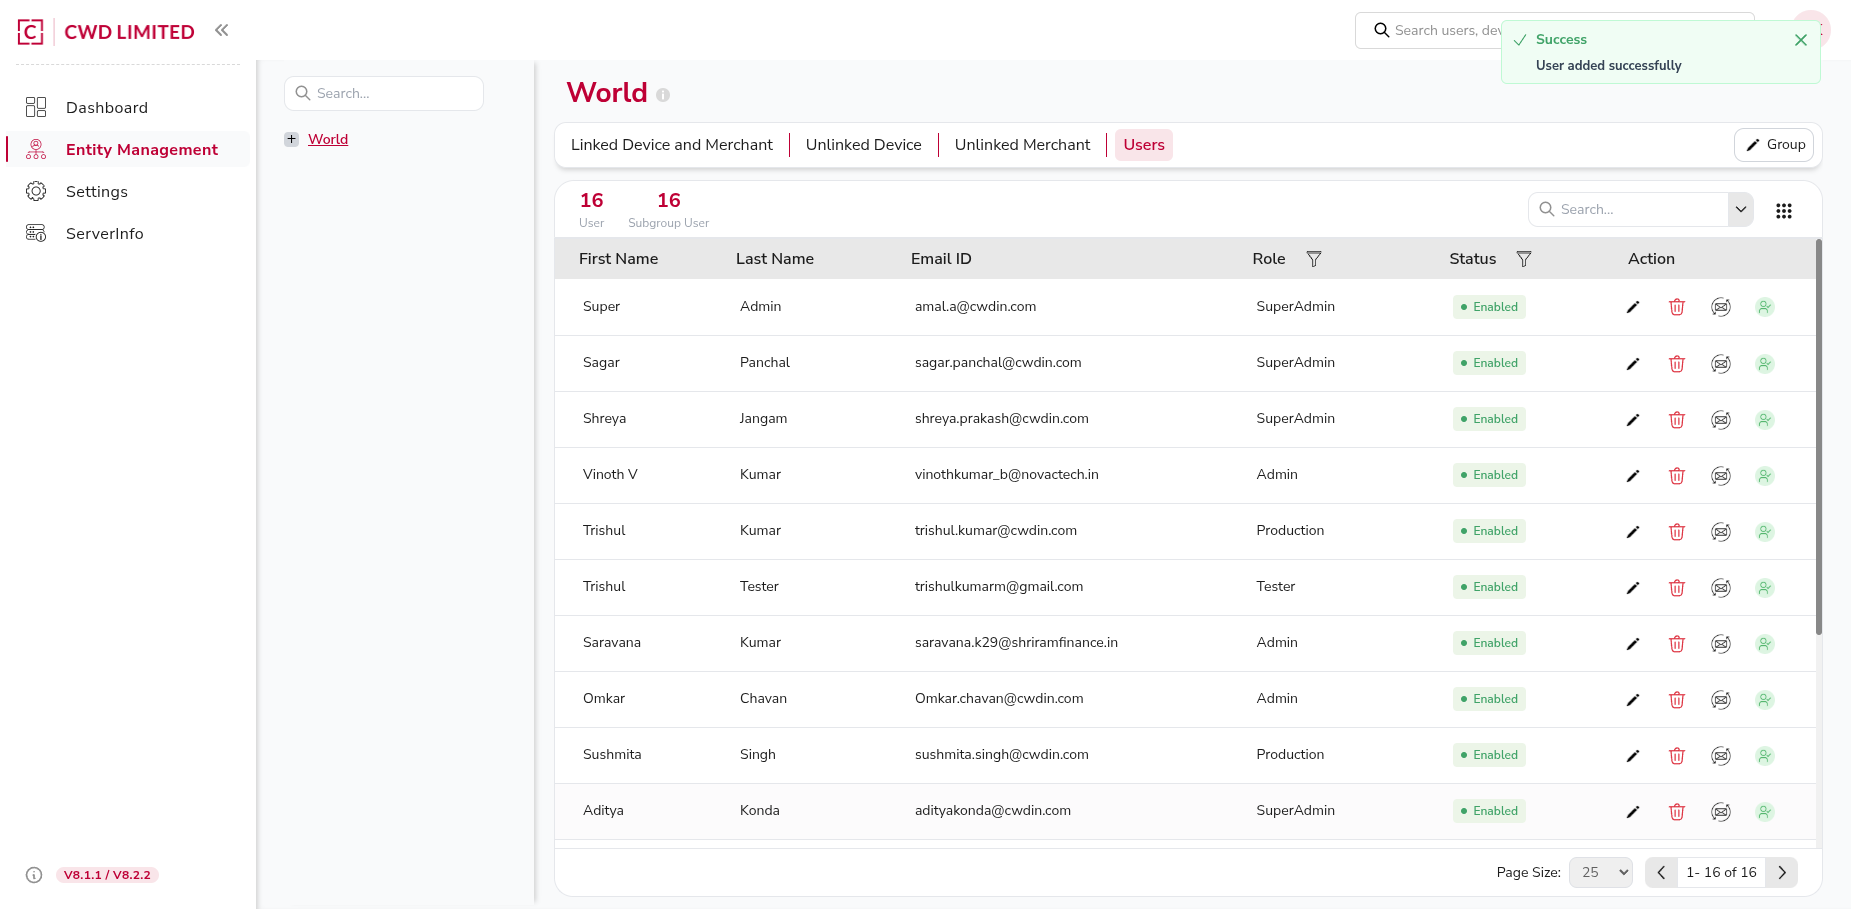 CWD LIMITED
Search users, dev
Success
User added successfully
Dashboard
Entity Management
Settings
ServerInfo
V8.1.1 / V8.2.2
Search...
+ World
World
Linked Device and Merchant
Unlinked Device
Unlinked Merchant
Users
Group
16 16
User Subgroup User
Search...
First Name Last Name Email ID Role Status Action
Super Admin amal.a@cwdin.com SuperAdmin Enabled
Sagar Panchal sagar.panchal@cwdin.com SuperAdmin Enabled
Shreya Jangam shreya.prakash@cwdin.com SuperAdmin Enabled
Vinoth V Kumar vinothkumar_b@novactech.in Admin Enabled
Trishul Kumar trishul.kumar@cwdin.com Production Enabled
Trishul Tester trishulkumarm@gmail.com Tester Enabled
Saravana Kumar saravana.k29@shriramfinance.in Admin Enabled
Omkar Chavan Omkar.chavan@cwdin.com Admin Enabled
Sushmita Singh sushmita.singh@cwdin.com Production Enabled
Aditya Konda adityakonda@cwdin.com SuperAdmin Enabled
Page Size: 25 1- 16 of 16